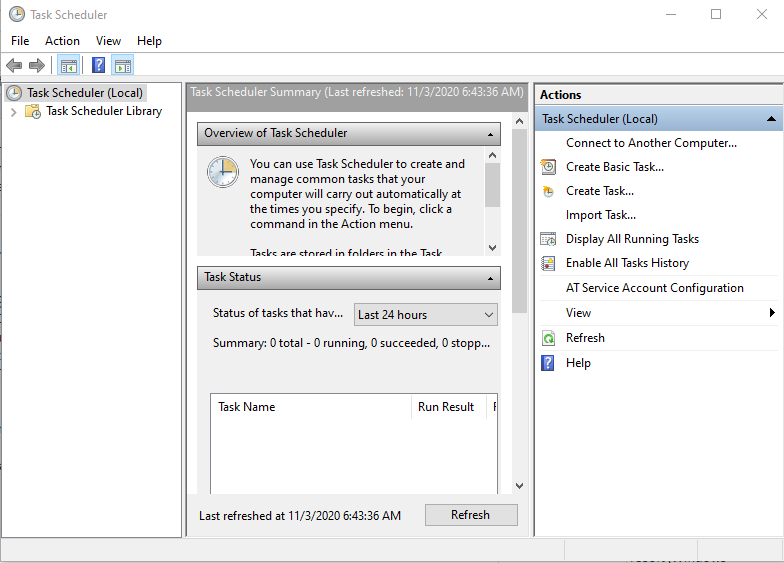 Task Scheduler
File Action View Help
Task Scheduler (Local)
Task Scheduler Library
Task Scheduler Summary (Last refreshed: 11/3/2020 6:43:36 AM)
Overview of Task Scheduler
You can use Task Scheduler to create and
manage common tasks that your
computer will carry out automatically at
the times you specify. To begin, click a
command in the Action menu.
Tasks are stored in folders in the Task
Task Status
Status of tasks that hav... Last 24 hours
Summary: 0 total - 0 running, 0 succeeded, 0 stopp...
Task Name Run Result
Last refreshed at 11/3/2020 6:43:36 AM Refresh
Actions
Task Scheduler (Local)
Connect to Another Computer...
Create Basic Task...
Create Task...
Import Task...
Display All Running Tasks
Enable All Tasks History
AT Service Account Configuration
View
Refresh
Help